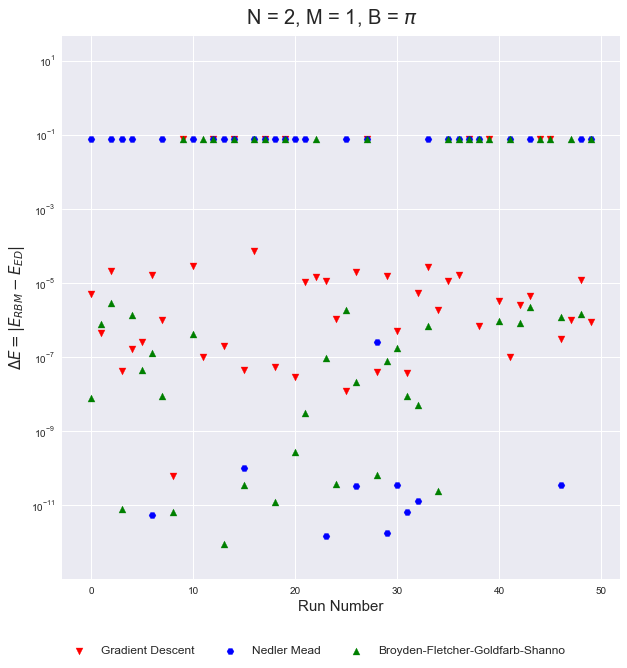 N = 2, M = 1, B = π
10¹
10⁻¹
10⁻³
10⁻⁵
10⁻⁷
10⁻⁹
10⁻¹¹
ΔE = |E_RBM − E_ED|
0 10 20 30 40 50
Run Number
Gradient Descent Nedler Mead Broyden-Fletcher-Goldfarb-Shanno